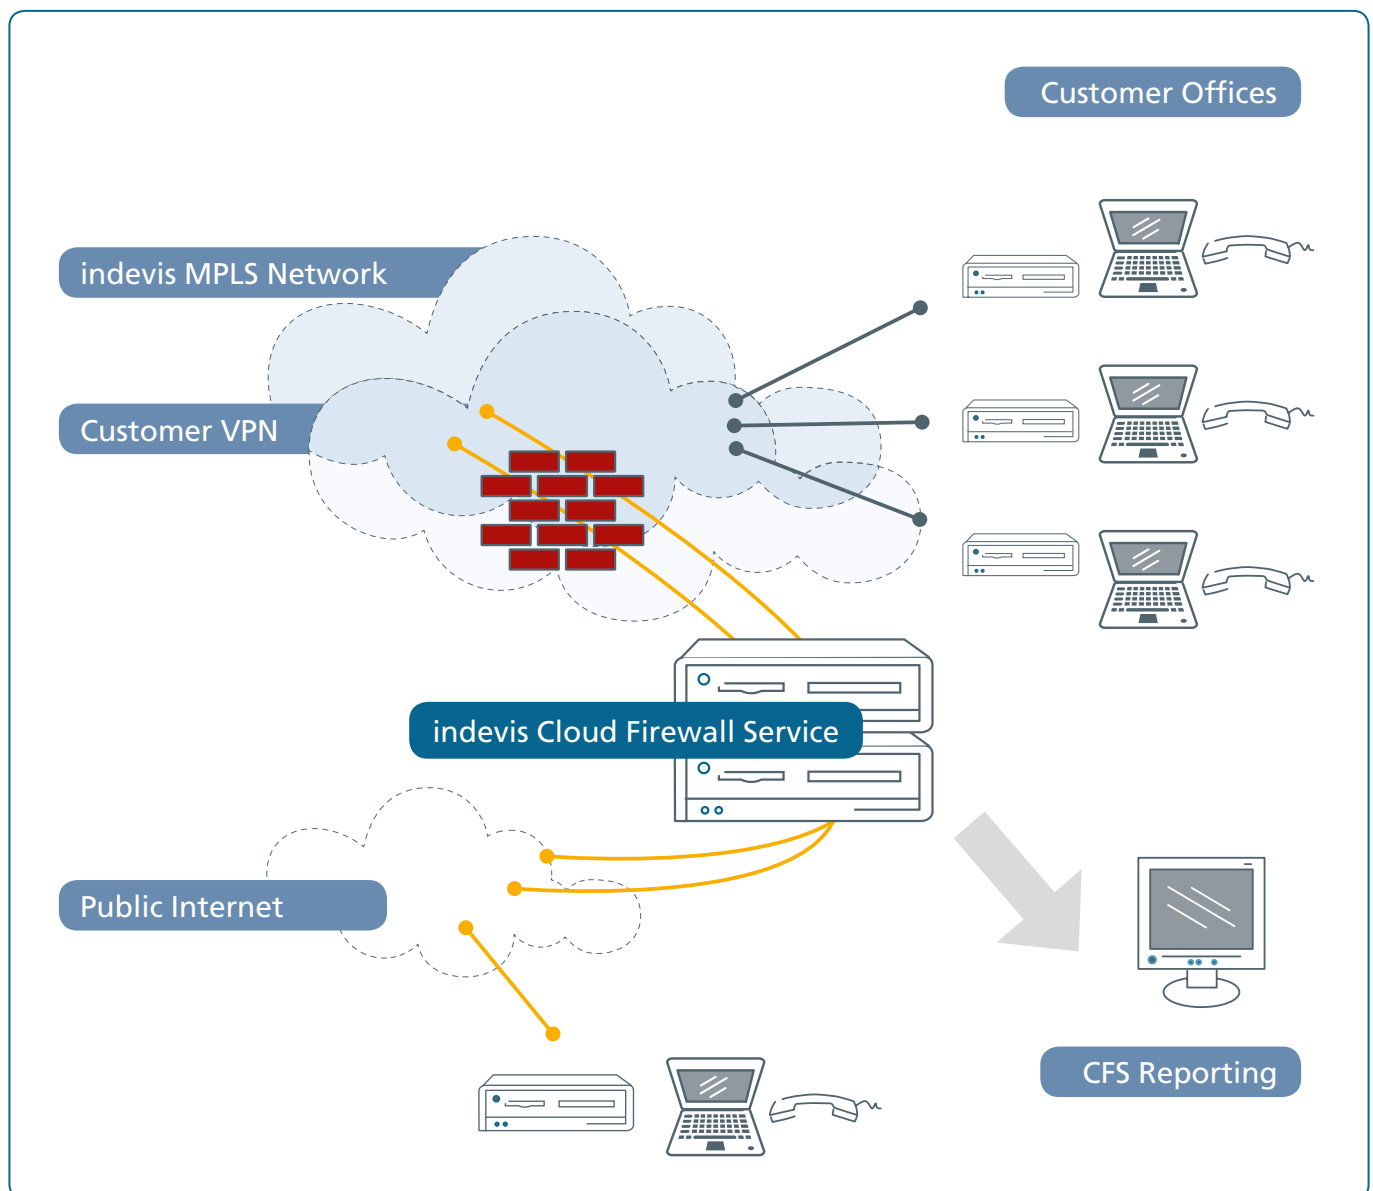 Customer Offices
indevis MPLS Network
Customer VPN
indevis Cloud Firewall Service
Public Internet
CFS Reporting